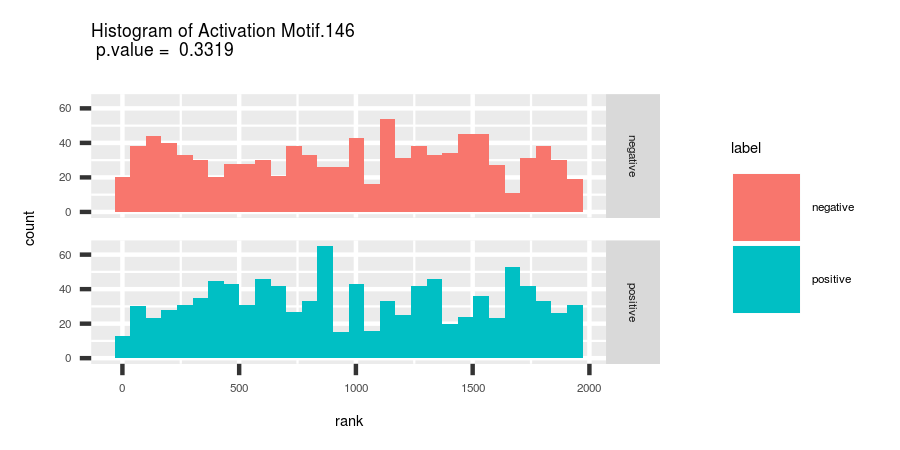 Histogram of Activation Motif.146
p.value = 0.3319
count
60
40
20
0
negative
60
40
20
0
positive
0 500 1000 1500 2000
rank
label
negative
positive